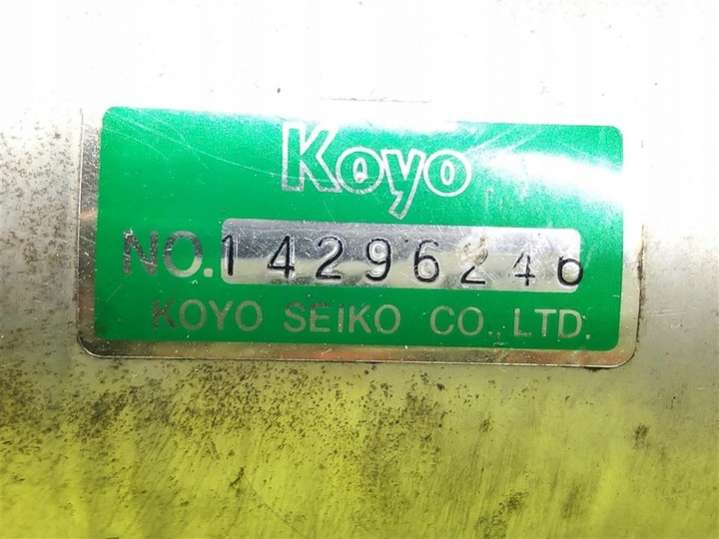 Koyo
NO. 14296246
KOYO SEIKO CO., LTD.